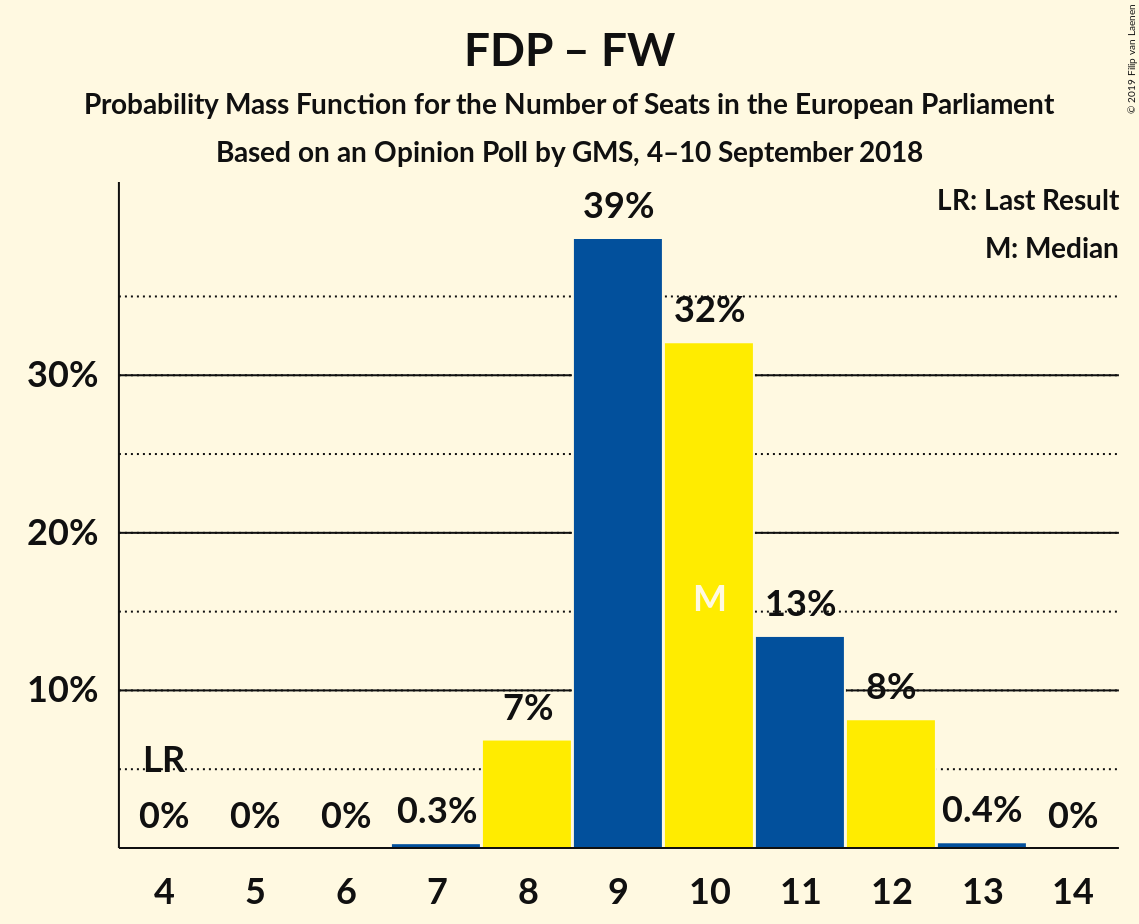 FDP – FW
Probability Mass Function for the Number of Seats in the European Parliament
Based on an Opinion Poll by GMS, 4–10 September 2018
© 2019 Filip van Laenen
LR: Last Result
M: Median
39%
32%
30%
20%
M
13%
10%
8%
7%
LR
0%
0%
0%
0.3%
0.4%
0%
4 5 6 7 8 9 10 11 12 13 14